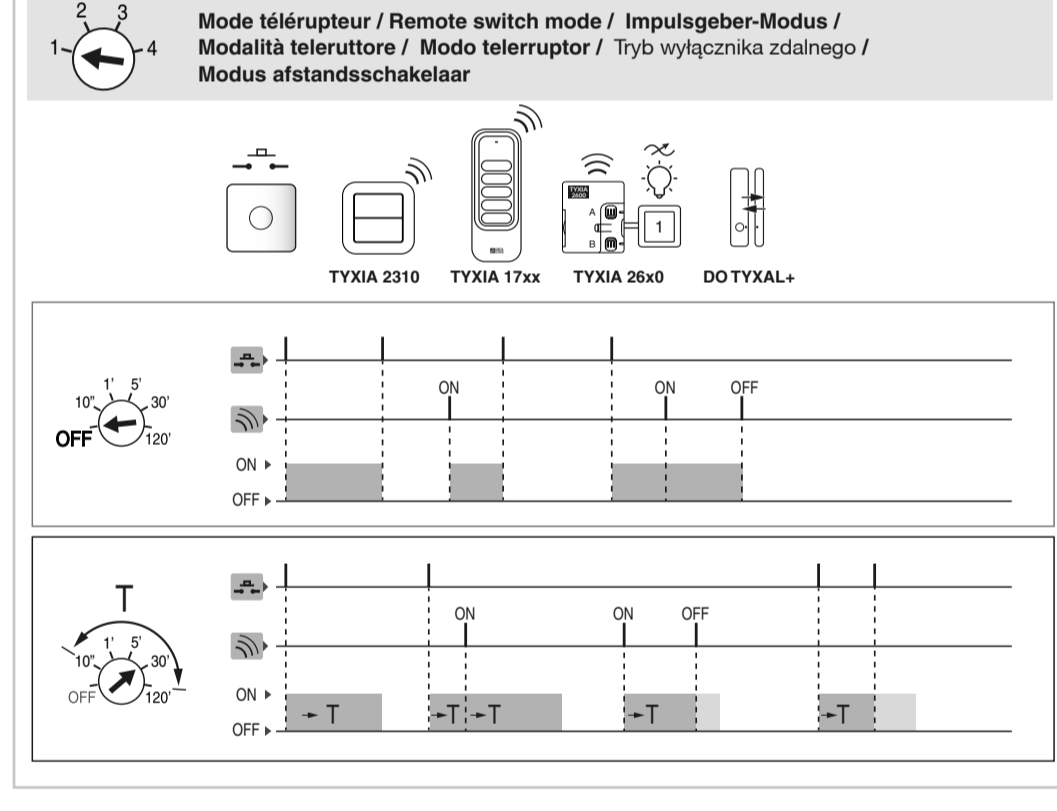 2 3
1 4
Mode télérupteur / Remote switch mode / Impulsgeber-Modus /
Modalità teleruttore / Modo telerruptor / Tryb wyłącznika zdalnego /
Modus afstandsschakelaar
TYXIA
2600
A
B
1
TYXIA 2310 TYXIA 17xx TYXIA 26x0 DO TYXAL+
1' 5'
10" 30'
OFF 120'
ON ON OFF
ON
OFF
T
1' 5'
10" 30'
OFF 120'
ON ON OFF
ON
T T T T T
OFF